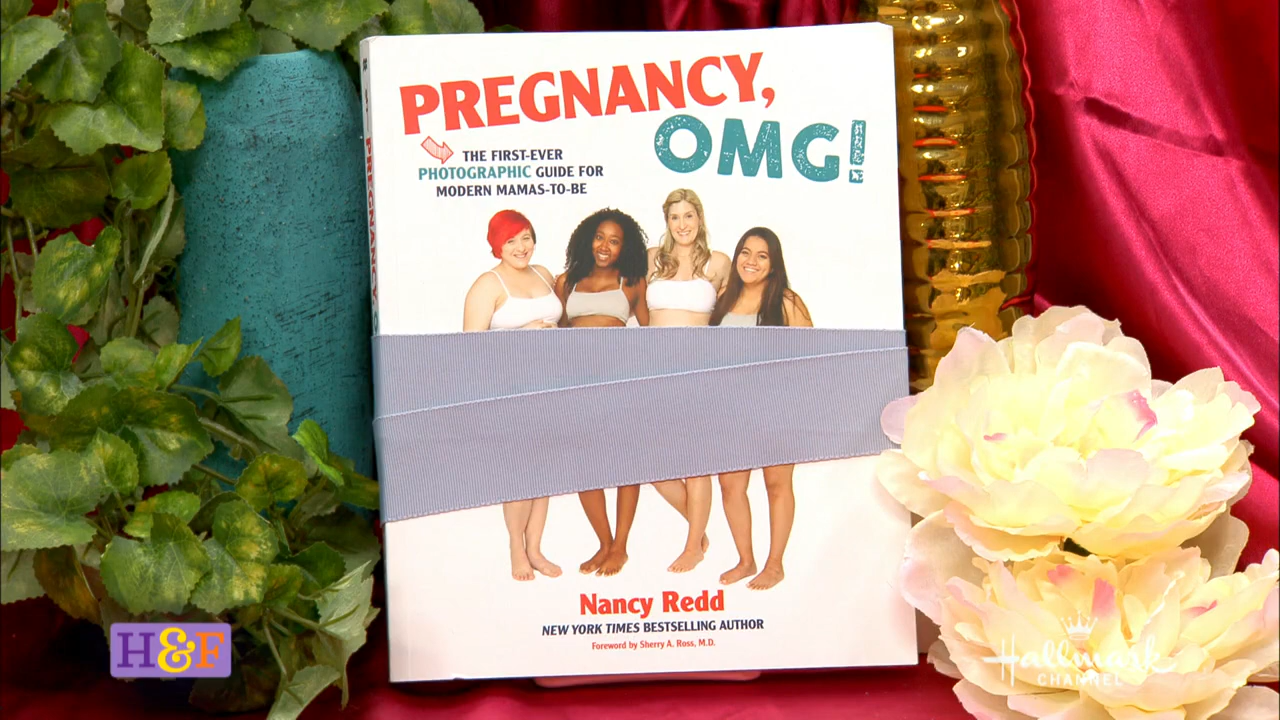 PREGNANCY,
OMG!
THE FIRST-EVER
PHOTOGRAPHIC GUIDE FOR
MODERN MAMAS-TO-BE
PREGNANCY, O
Nancy Redd
NEW YORK TIMES BESTSELLING AUTHOR
Foreword by Sherry A. Ross, M.D.
H&F
Hallmark
CHANNEL